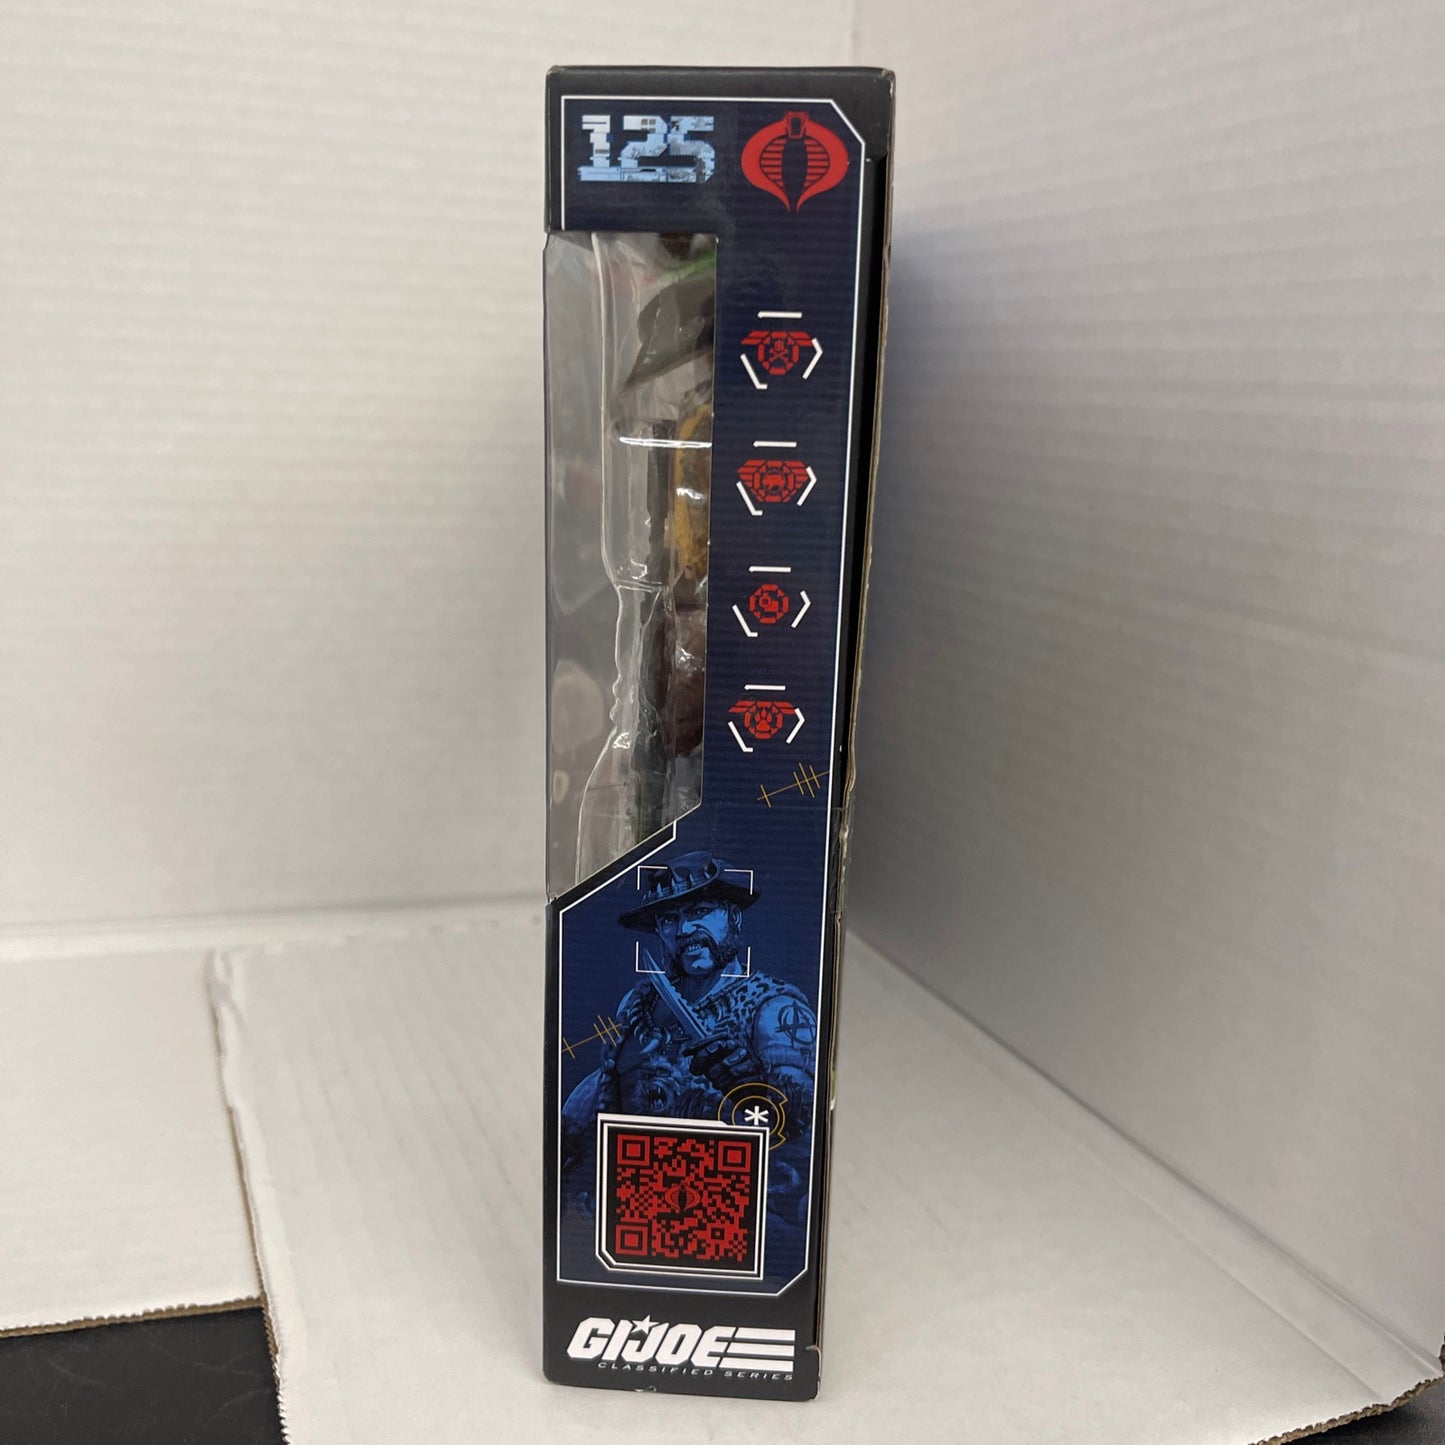 125
*
GI JOE
CLASSIFIED SERIES